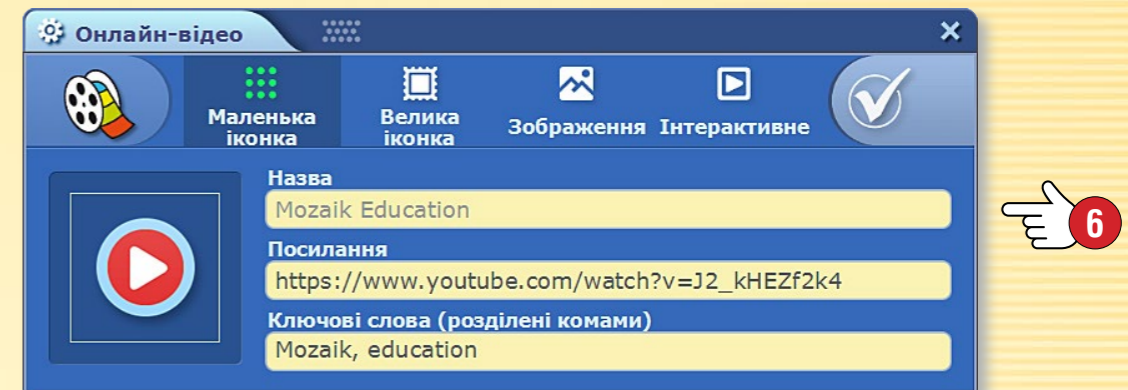 Онлайн-відео
Маленька іконка
Велика іконка
Зображення
Інтерактивне
Назва
Mozaik Education
Посилання
https://www.youtube.com/watch?v=J2_kHEZf2k4
Ключові слова (розділені комами)
Mozaik, education
6